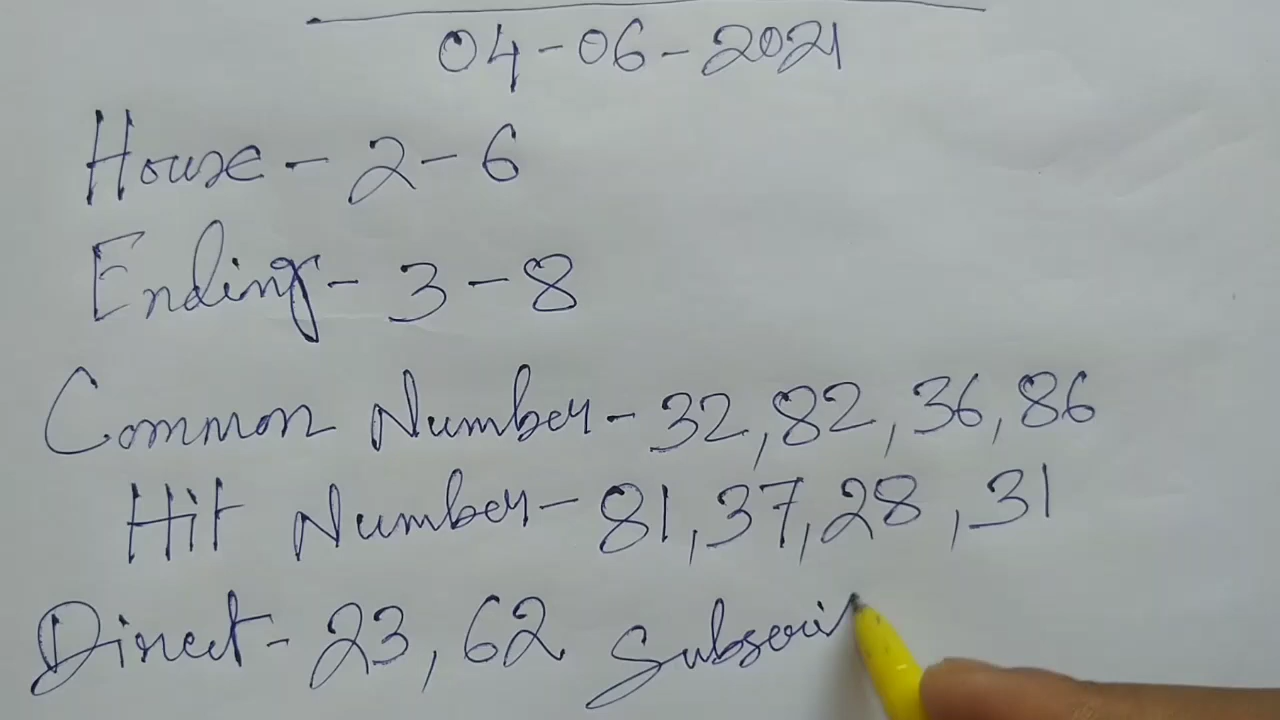 04-06-2021
House - 2 - 6
Ending - 3 - 8
Common Number - 32, 82, 36, 86
Hit Number - 81, 37, 28, 31
Direct - 23, 62 Subscri